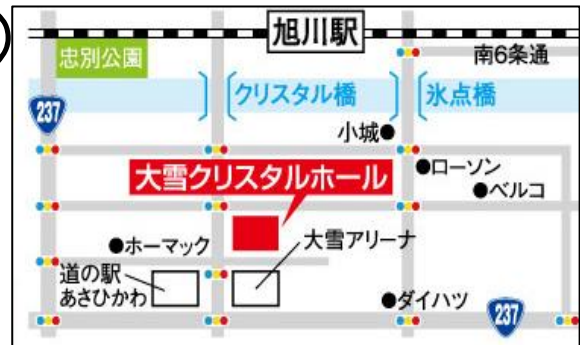 旭川駅
忠別公園
南6条通
237
クリスタル橋
氷点橋
小城
ローソン
大雪クリスタルホール
ベルコ
ホーマック
大雪アリーナ
道の駅
あさひかわ
ダイハツ
237